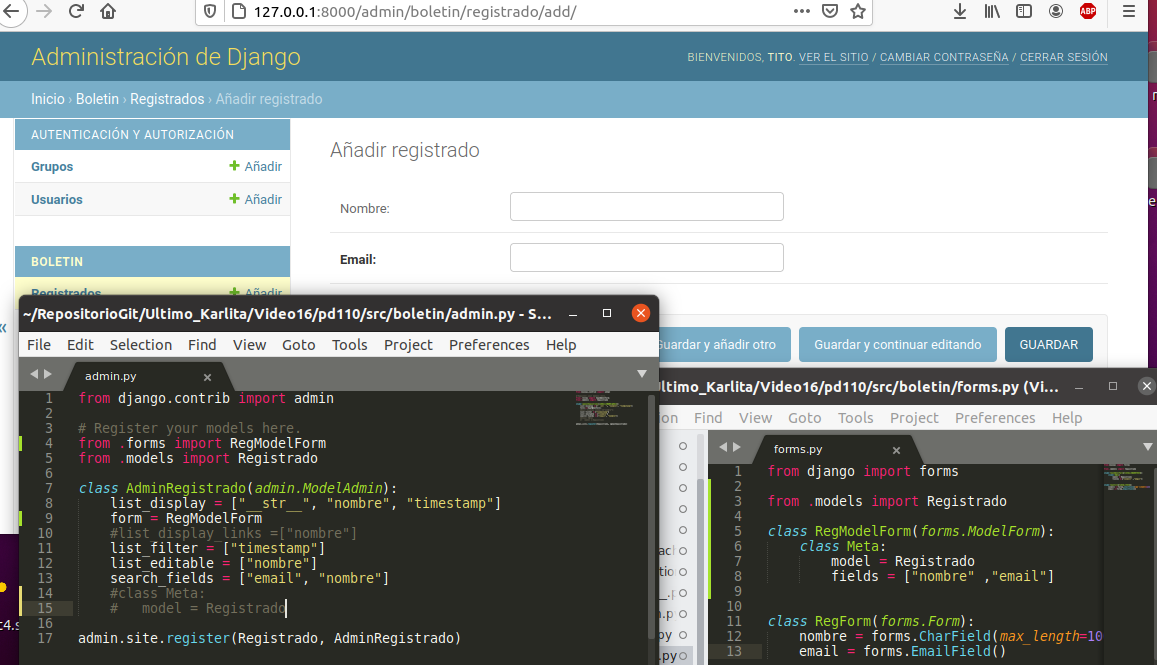 127.0.0.1:8000/admin/boletin/registrado/add/
ABP
Administración de Django
BIENVENIDOS, TITO. VER EL SITIO / CAMBIAR CONTRASEÑA / CERRAR SESIÓN
Inicio › Boletin › Registrados › Añadir registrado
AUTENTICACIÓN Y AUTORIZACIÓN
Grupos + Añadir
Usuarios + Añadir
BOLETIN
Registrados + Añadir
«
Añadir registrado
Nombre:
Email:
Guardar y añadir otro Guardar y continuar editando GUARDAR
~/RepositorioGit/Ultimo_Karlita/Video16/pd110/src/boletin/admin.py - S...
File Edit Selection Find View Goto Tools Project Preferences Help
admin.py
1 from django.contrib import admin
2
3 # Register your models here.
4 from .forms import RegModelForm
5 from .models import Registrado
6
7 class AdminRegistrado(admin.ModelAdmin):
8 list_display = ["__str__", "nombre", "timestamp"]
9 form = RegModelForm
10 #list_display_links =["nombre"]
11 list_filter = ["timestamp"]
12 list_editable = ["nombre"]
13 search_fields = ["email", "nombre"]
14 #class Meta:
15 # model = Registrado
16
17 admin.site.register(Registrado, AdminRegistrado)
ltimo_Karlita/Video16/pd110/src/boletin/forms.py (Vi...
on Find View Goto Tools Project Preferences Help
forms.py
1 from django import forms
2
3 from .models import Registrado
4
5 class RegModelForm(forms.ModelForm):
6 class Meta:
7 model = Registrado
8 fields = ["nombre" ,"email"]
9
10
11 class RegForm(forms.Form):
12 nombre = forms.CharField(max_length=10
13 email = forms.EmailField()